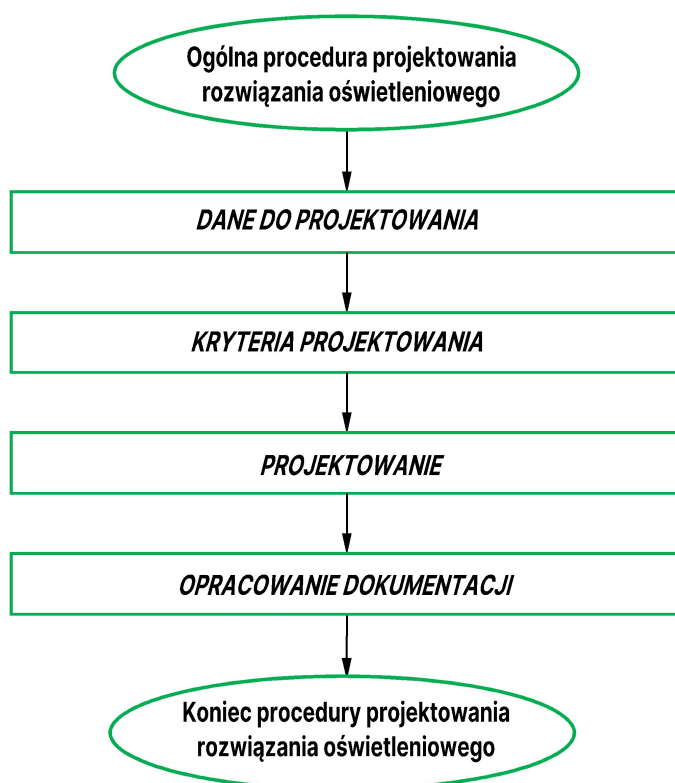 Ogólna procedura projektowania
rozwiązania oświetleniowego
DANE DO PROJEKTOWANIA
KRYTERIA PROJEKTOWANIA
PROJEKTOWANIE
OPRACOWANIE DOKUMENTACJI
Koniec procedury projektowania
rozwiązania oświetleniowego